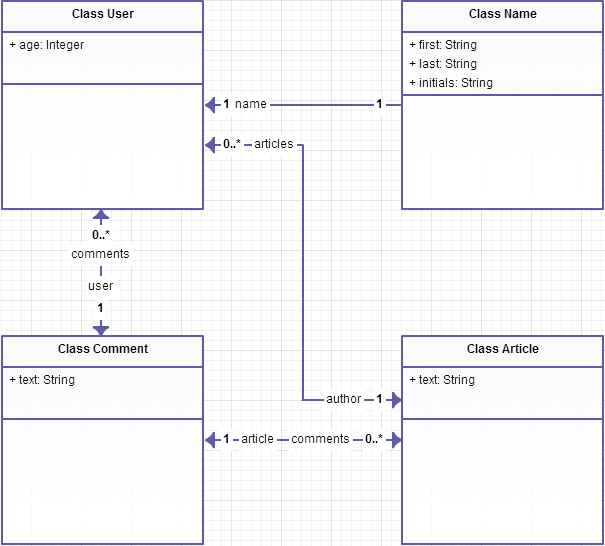 Class User
+ age: Integer
Class Name
+ first: String
+ last: String
+ initials: String
1 name 1
0..* articles
0..*
comments
user
1
Class Comment
+ text: String
Class Article
+ text: String
author 1
1 article comments 0..*